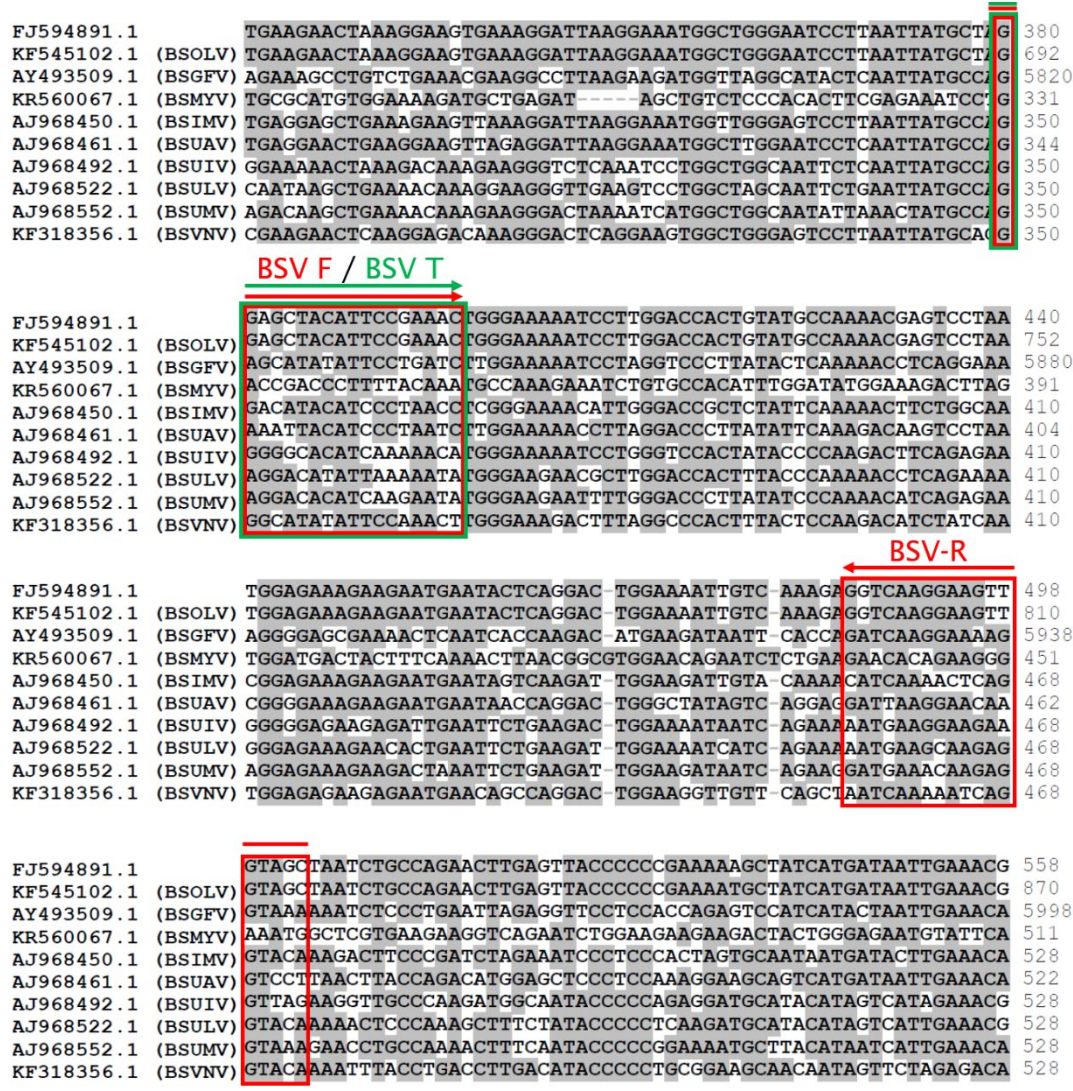 FJ594891.1 TGAAGAACTAAAGGAAGTGAAAGGATTAAGGAAATGGCTGGGAATCCTTAATTATGCTAG 380
KF545102.1 (BSOLV) TGAAGAACTAAAGGAAGTGAAAGGATTAAGGAAATGGCTGGGAATCCTTAATTATGCTAG 692
AY493509.1 (BSGFV) AGAAAGCCTGTCTGAAACGAAGGCCTTAAGAAGATGGTTAGGCATACTCAATTATGCCAG 5820
KR560067.1 (BSMYV) TGCGCATGTGGAAAAGATGCTGAGAT-----AGCTGTCTCCCACACTTCGAGAAATCCTG 331
AJ968450.1 (BSIMV) TGAGGAGCTGAAAGAAGTTAAAGGATTAAGGAAATGGTTGGGAGTCCTTAATTATGCCAG 350
AJ968461.1 (BSUAV) TGAGGAACTGAAGGAAGTTAGAGGATTAAGGAAATGGCTTGGAATCCTCAATTATGCCAG 344
AJ968492.1 (BSUIV) GGAAAAACTAAAGACAAAGAAGGGTCTCAAATCCTGGCTGGGAATTCTCAATTATGCCAG 350
AJ968522.1 (BSULV) CAATAAGCTGAAAACAAAGGAAGGGTTGAAGTCCTGGCTAGCAATTCTGAATTATGCCAG 350
AJ968552.1 (BSUMV) AGACAAGCTGAAAACAAAGAAGGGACTAAAATCATGGCTGGCAATATTAAACTATGCCAG 350
KF318356.1 (BSVNV) CGAAGAACTCAAGGAGACAAAGGGACTCAGGAAGTGGCTGGGAGTCCTTAATTATGCACG 350
BSV F / BSV T
FJ594891.1 GAGCTACATTCCGAAACTGGGAAAAATCCTTGGACCACTGTATGCCAAAACGAGTCCTAA 440
KF545102.1 (BSOLV) GAGCTACATTCCGAAACTGGGAAAAATCCTTGGACCACTGTATGCCAAAACGAGTCCTAA 752
AY493509.1 (BSGFV) AGCATATATTCCTGATCTTGGAAAAATCCTAGGTCCCTTATACTCAAAAACCTCAGGAAA 5880
KR560067.1 (BSMYV) ACCGACCCTTTTACAAATGCCAAAGAAATCTGTGCCACATTTGGATATGGAAAGACTTAG 391
AJ968450.1 (BSIMV) GACATACATCCCTAACCTCGGGAAAACATTGGGACCGCTCTATTCAAAAACTTCTGGCAA 410
AJ968461.1 (BSUAV) AAATTACATCCCTAATCTTGGAAAAACCTTAGGACCCTTATATTCAAAGACAAGTCCTAA 404
AJ968492.1 (BSUIV) GGGGCACATCAAAAACATGGGAAAAATCCTGGGTCCACTATACCCCAAGACTTCAGAGAA 410
AJ968522.1 (BSULV) AGGACATATTAAAAATATGGGAAGAACGCTTGGACCACTTTACCCAAAAACCTCAGAAAA 410
AJ968552.1 (BSUMV) AGGACACATCAAGAATATGGGAAGAATTTTGGGACCCTTATATCCCAAAACATCAGAGAA 410
KF318356.1 (BSVNV) GGCATATATTCCAAACTTGGGAAAGACTTTAGGCCCACTTTACTCCAAGACATCTATCAA 410
BSV-R
FJ594891.1 TGGAGAAAGAAGAATGAATACTCAGGAC-TGGAAAATTGTC-AAAGAGGTCAAGGAAGTT 498
KF545102.1 (BSOLV) TGGAGAAAGAAGAATGAATACTCAGGAC-TGGAAAATTGTC-AAAGAGGTCAAGGAAGTT 810
AY493509.1 (BSGFV) AGGGGAGCGAAAACTCAATCACCAAGAC-ATGAAGATAATT-CACCAGATCAAGGAAAAG 5938
KR560067.1 (BSMYV) TGGATGACTACTTTCAAAACTTAACGGCGTGGAACAGAATCTCTGAAGAACACAGAAGGG 451
AJ968450.1 (BSIMV) CGGAGAAAGAAGAATGAATAGTCAAGAT-TGGAAGATTGTA-CAAAACATCAAAACTCAG 468
AJ968461.1 (BSUAV) CGGGGAAAGAAGAATGAATAACCAGGAC-TGGGCTATAGTC-AGGAGGATTAAGGAACAA 462
AJ968492.1 (BSUIV) GGGGAGAAGAGATTGAATTCTGAAGAC-TGGAAAATAATC-AGAAAAATGAAGGAAGAA 468
AJ968522.1 (BSULV) GGGAGAAAGAACACTGAATTCTGAAGAT-TGGAAAATCATC-AGAAAAATGAAGCAAGAG 468
AJ968552.1 (BSUMV) AGGAGAAAGAAGACTAAATTCTGAAGAT-TGGAAGATAATC-AGAAGGATGAAACAAGAG 468
KF318356.1 (BSVNV) TGGAGAGAAGAGAATGAACAGCCAGGAC-TGGAAGGTTGTT-CAGCTAATCAAAAATCAG 468
FJ594891.1 GTAGCTAATCTGCCAGAACTTGAGTTACCCCCCGAAAAAGCTATCATGATAATTGAAACG 558
KF545102.1 (BSOLV) GTAGCTAATCTGCCAGAACTTGAGTTACCCCCCGAAAATGCTATCATGATAATTGAAACG 870
AY493509.1 (BSGFV) GTAAAAAATCTCCCTGAATTAGAGGTTCCTCCACCAGAGTCCATCATACTAATTGAAACA 5998
KR560067.1 (BSMYV) AAATGGCTCGTGAAGAAGGTCAGAATCTGGAAGAAGAAGACTACTGGGAGAATGTATTCA 511
AJ968450.1 (BSIMV) GTACAAAGACTTCCCGATCTAGAAATCCCTCCCACTAGTGCAATAATGATACTTGAAACA 528
AJ968461.1 (BSUAV) GTCCTTAACTTACCAGACATGGAGCTCCCTCCAAAGGAAGCAGTCATGATAATTGAAACA 522
AJ968492.1 (BSUIV) GTTAGAAGGTTGCCCAAGATGGCAATACCCCCAGAGGATGCATACATAGTCATAGAAACG 528
AJ968522.1 (BSULV) GTACAAAAACTCCCAAAGCTTTCTATACCCCCTCAAGATGCATACATAGTCATTGAAACG 528
AJ968552.1 (BSUMV) GTAAAGAACCTGCCAAAACTTTCAATACCCCCGGAAAATGCTTACATAATCATTGAAACA 528
KF318356.1 (BSVNV) GTACAAAATTTACCTGACCTTGACATACCCCCTGCGGAAGCAACAATAGTTCTAGAGACA 528